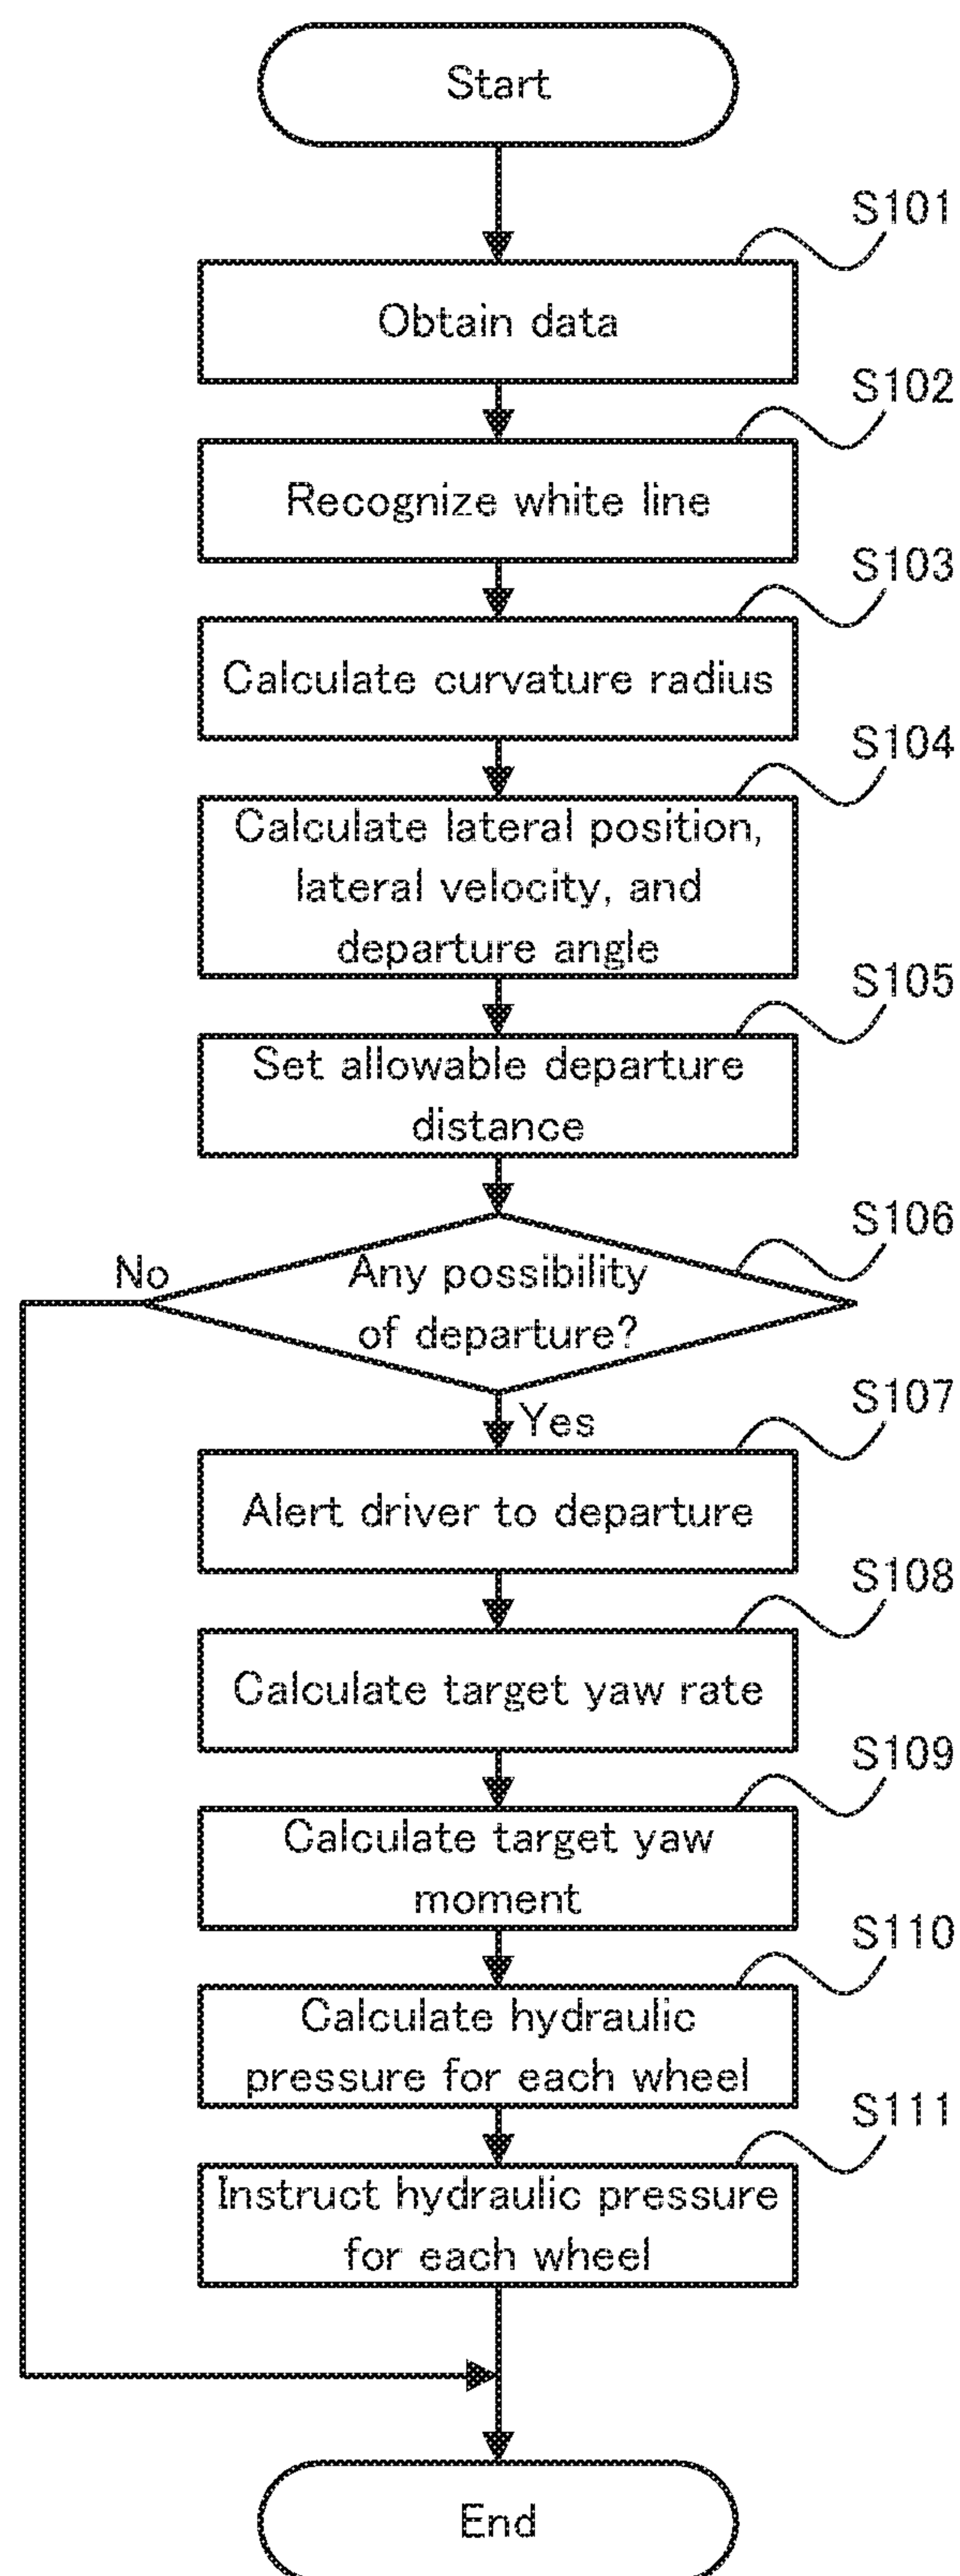 Start
S101
Obtain data
S102
Recognize white line
S103
Calculate curvature radius
S104
Calculate lateral position,
lateral velocity, and
departure angle
S105
Set allowable departure
distance
S106
No
Any possibility
of departure?
Yes
S107
Alert driver to departure
S108
Calculate target yaw rate
S109
Calculate target yaw
moment
S110
Calculate hydraulic
pressure for each wheel
S111
Instruct hydraulic pressure
for each wheel
End